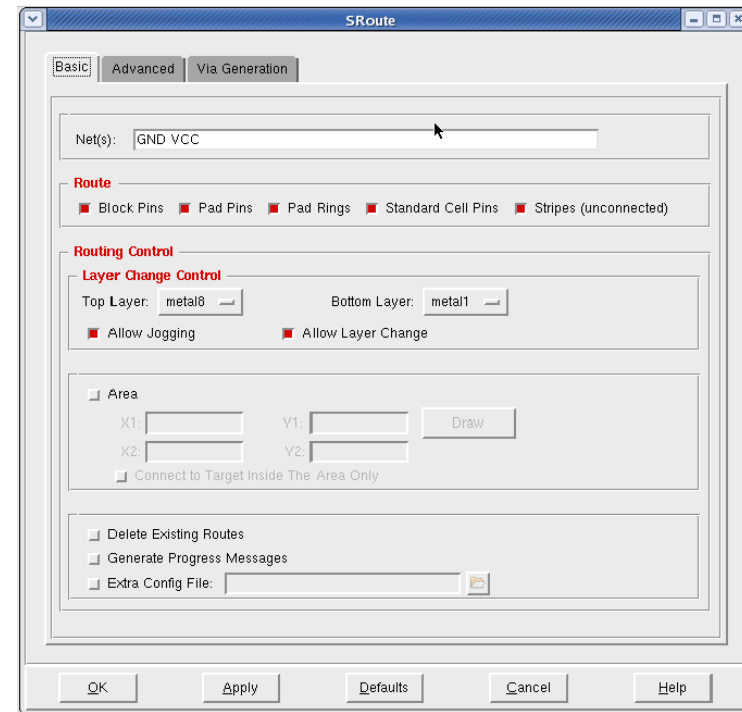 SRoute
Basic Advanced Via Generation
Net(s): GND VCC
Route
Block Pins Pad Pins Pad Rings Standard Cell Pins Stripes (unconnected)
Routing Control
Layer Change Control
Top Layer: metal8 Bottom Layer: metal1
Allow Jogging Allow Layer Change
Area
X1: Y1: Draw
X2: Y2:
Connect to Target Inside The Area Only
Delete Existing Routes
Generate Progress Messages
Extra Config File:
OK Apply Defaults Cancel Help